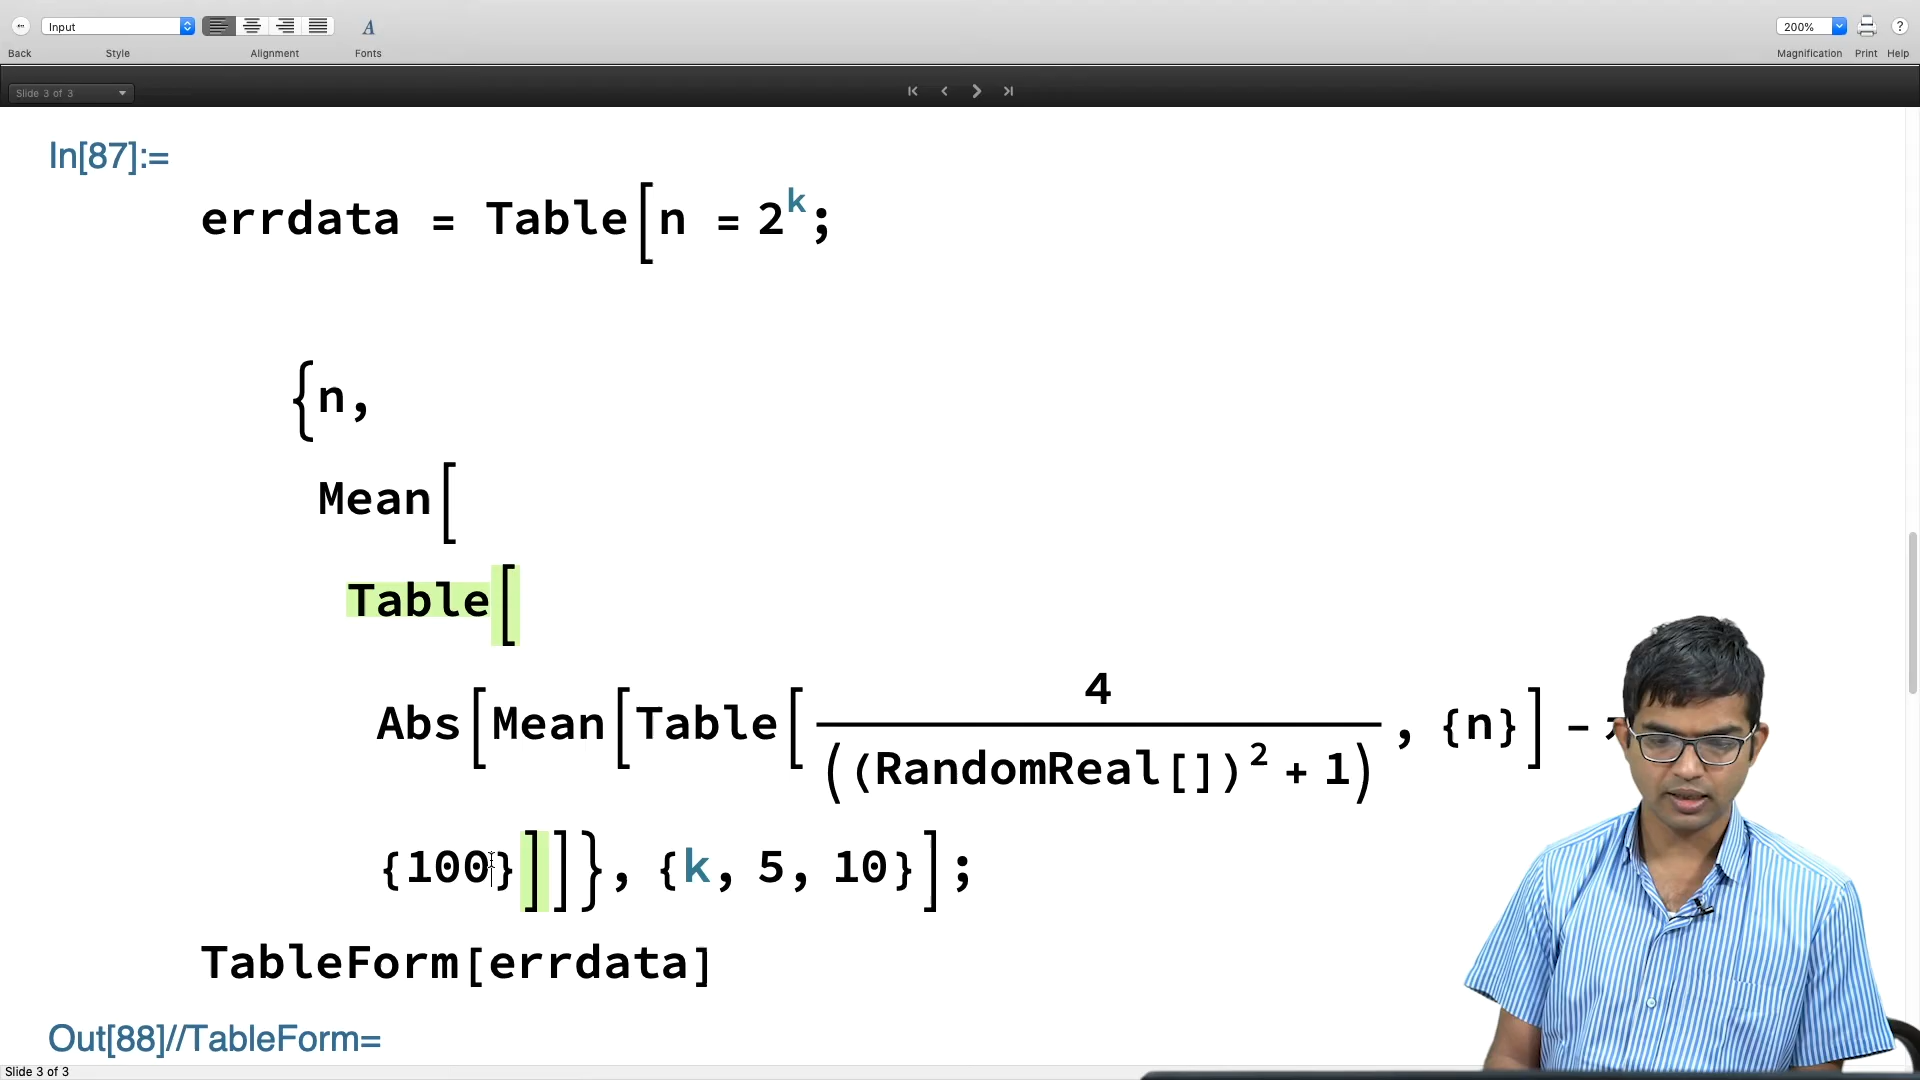 Input
200%
Back
Style
Alignment
Fonts
Magnification
Print
Help
Slide 3 of 3
In[87]:=
errdata = Table[n = 2^k;
{n,
Mean[
Table[
Abs[Mean[Table[4/((RandomReal[])^2 + 1), {n}] -
{100}]]}, {k, 5, 10}];
TableForm[errdata]
Out[88]//TableForm=
Slide 3 of 3